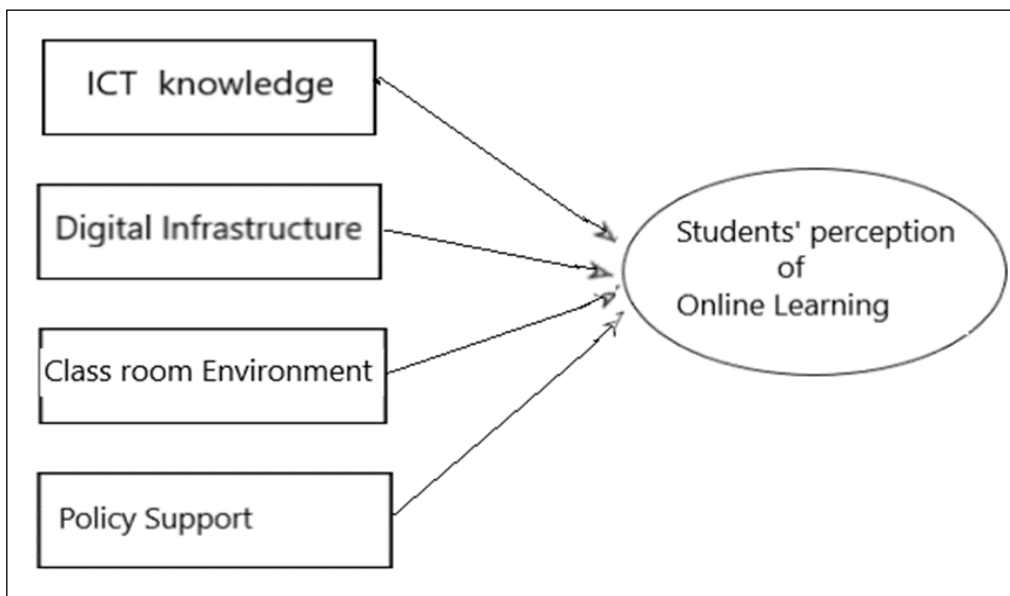 ICT knowledge
Digital Infrastructure
Class room Environment
Policy Support
Students' perception
of
Online Learning